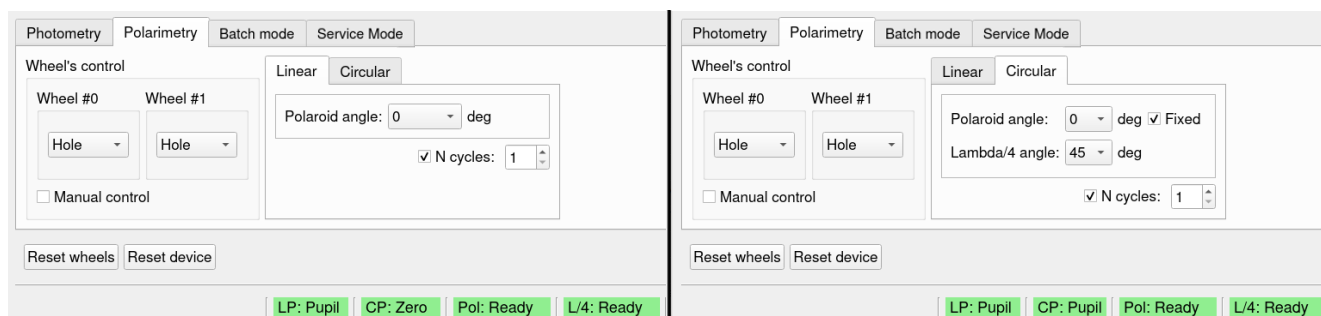 Photometry Polarimetry Batch mode Service Mode
Wheel's control
Linear Circular
Wheel #0 Wheel #1
Polaroid angle: 0 deg
Hole Hole
N cycles: 1
Manual control
Reset wheels Reset device
LP: Pupil CP: Zero Pol: Ready L/4: Ready
Photometry Polarimetry Batch mode Service Mode
Wheel's control
Linear Circular
Wheel #0 Wheel #1
Polaroid angle: 0 deg Fixed
Hole Hole
Lambda/4 angle: 45 deg
Manual control
N cycles: 1
Reset wheels Reset device
LP: Pupil CP: Pupil Pol: Ready L/4: Ready